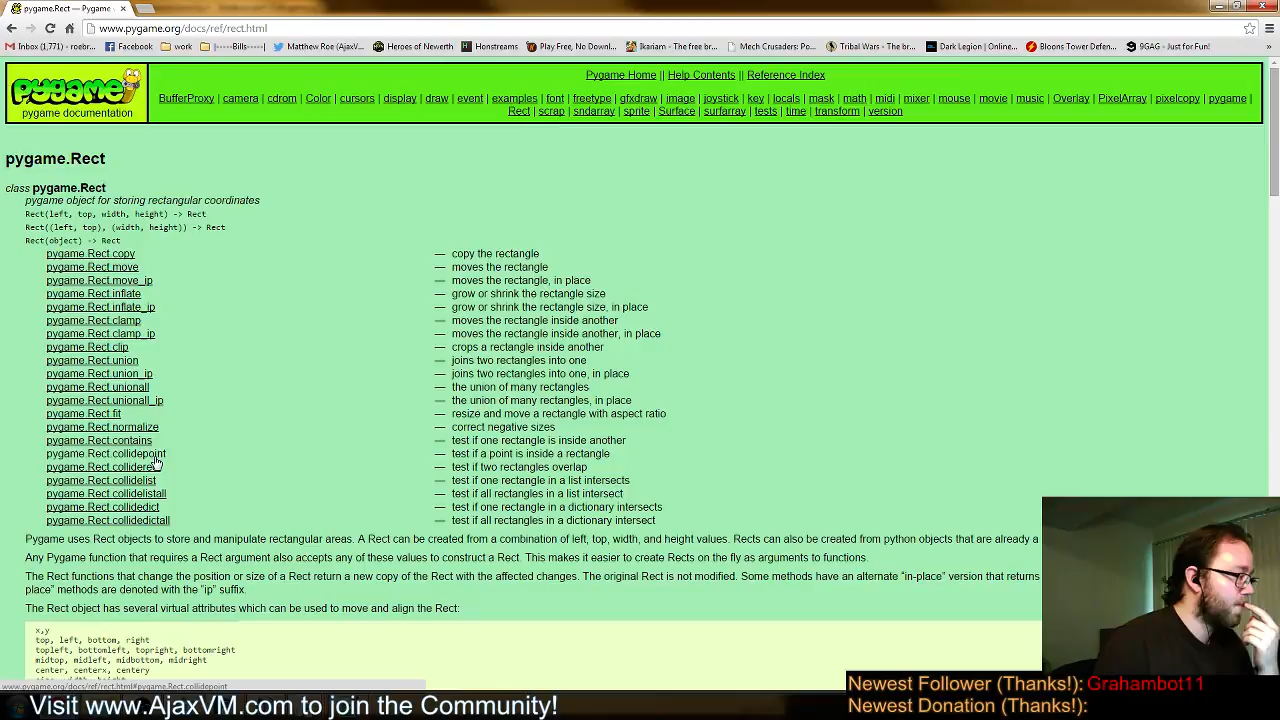 pygame.Rect — Pygame
www.pygame.org/docs/ref/rect.html
Inbox (1,771) - roebr... Facebook work |-----Bills-----| Matthew Roe (AjaxV... Heroes of Newerth Honstreams Play Free, No Downl... Ikariam - The free br... Mech Crusaders: Po... Tribal Wars - The br... Dark Legion | Online... Bloons Tower Defen... 9GAG - Just for Fun!
pygame
pygame documentation
Pygame Home || Help Contents || Reference Index
BufferProxy | camera | cdrom | Color | cursors | display | draw | event | examples | font | freetype | gfxdraw | image | joystick | key | locals | mask | math | midi | mixer | mouse | movie | music | Overlay | PixelArray | pixelcopy | pygame |
Rect | scrap | sndarray | sprite | Surface | surfarray | tests | time | transform | version
pygame.Rect
class pygame.Rect
pygame object for storing rectangular coordinates
Rect(left, top, width, height) -> Rect
Rect((left, top), (width, height)) -> Rect
Rect(object) -> Rect
pygame.Rect.copy — copy the rectangle
pygame.Rect.move — moves the rectangle
pygame.Rect.move_ip — moves the rectangle, in place
pygame.Rect.inflate — grow or shrink the rectangle size
pygame.Rect.inflate_ip — grow or shrink the rectangle size, in place
pygame.Rect.clamp — moves the rectangle inside another
pygame.Rect.clamp_ip — moves the rectangle inside another, in place
pygame.Rect.clip — crops a rectangle inside another
pygame.Rect.union — joins two rectangles into one
pygame.Rect.union_ip — joins two rectangles into one, in place
pygame.Rect.unionall — the union of many rectangles
pygame.Rect.unionall_ip — the union of many rectangles, in place
pygame.Rect.fit — resize and move a rectangle with aspect ratio
pygame.Rect.normalize — correct negative sizes
pygame.Rect.contains — test if one rectangle is inside another
pygame.Rect.collidepoint — test if a point is inside a rectangle
pygame.Rect.colliderect — test if two rectangles overlap
pygame.Rect.collidelist — test if one rectangle in a list intersects
pygame.Rect.collidelistall — test if all rectangles in a list intersect
pygame.Rect.collidedict — test if one rectangle in a dictionary intersects
pygame.Rect.collidedictall — test if all rectangles in a dictionary intersect
Pygame uses Rect objects to store and manipulate rectangular areas. A Rect can be created from a combination of left, top, width, and height values. Rects can also be created from python objects that are already a
Any Pygame function that requires a Rect argument also accepts any of these values to construct a Rect. This makes it easier to create Rects on the fly as arguments to functions.
The Rect functions that change the position or size of a Rect return a new copy of the Rect with the affected changes. The original Rect is not modified. Some methods have an alternate “in-place” version that returns
place” methods are denoted with the “ip” suffix.
The Rect object has several virtual attributes which can be used to move and align the Rect:
x,y
top, left, bottom, right
topleft, bottomleft, topright, bottomright
midtop, midleft, midbottom, midright
center, centerx, centery
www.pygame.org/docs/ref/rect.html#pygame.Rect.collidepoint
Visit www.AjaxVM.com to join the Community!
Newest Follower (Thanks!): Grahambot11
Newest Donation (Thanks!):